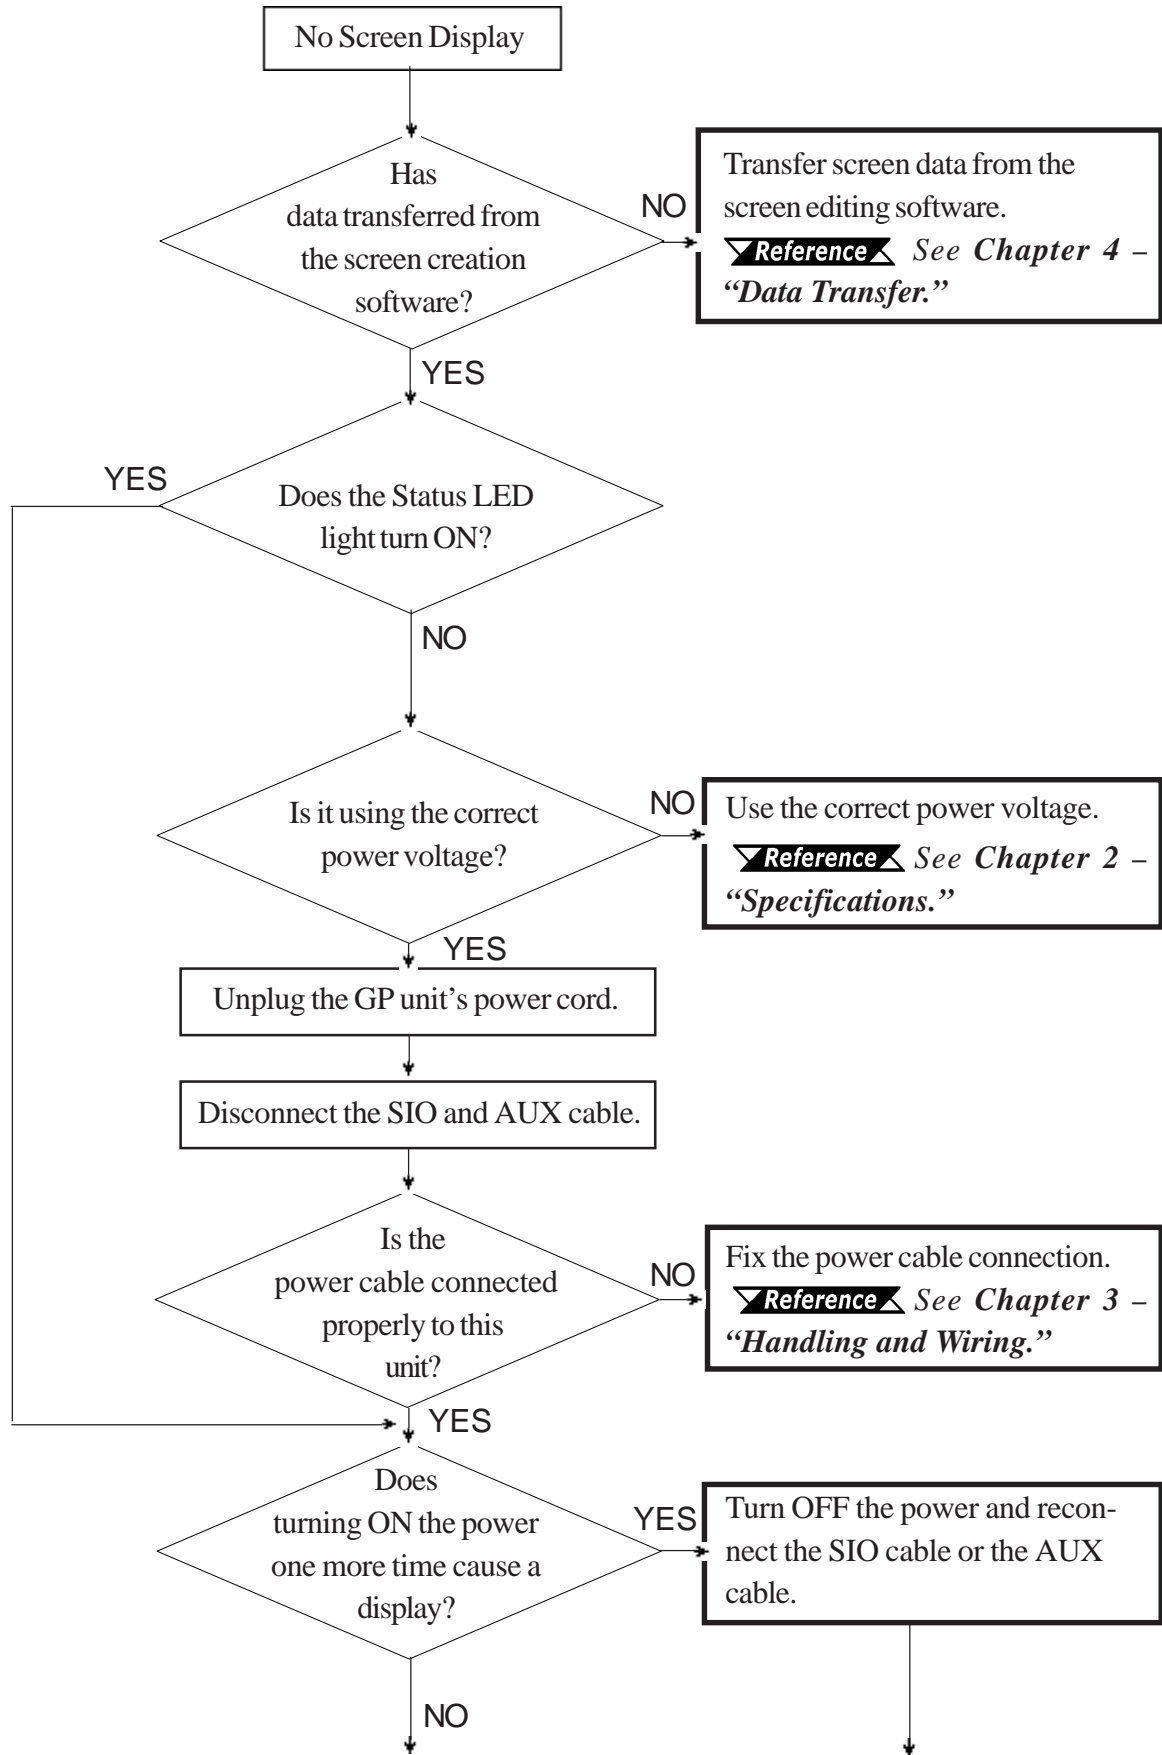 No Screen Display
Has
data transferred from
the screen creation
software?
NO
Transfer screen data from the
screen editing software.
Reference See Chapter 4 –
“Data Transfer.”
YES
YES
Does the Status LED
light turn ON?
NO
Is it using the correct
power voltage?
NO
Use the correct power voltage.
Reference See Chapter 2 –
“Specifications.”
YES
Unplug the GP unit’s power cord.
Disconnect the SIO and AUX cable.
Is the
power cable connected
properly to this
unit?
NO
Fix the power cable connection.
Reference See Chapter 3 –
“Handling and Wiring.”
YES
Does
turning ON the power
one more time cause a
display?
YES
Turn OFF the power and recon-
nect the SIO cable or the AUX
cable.
NO